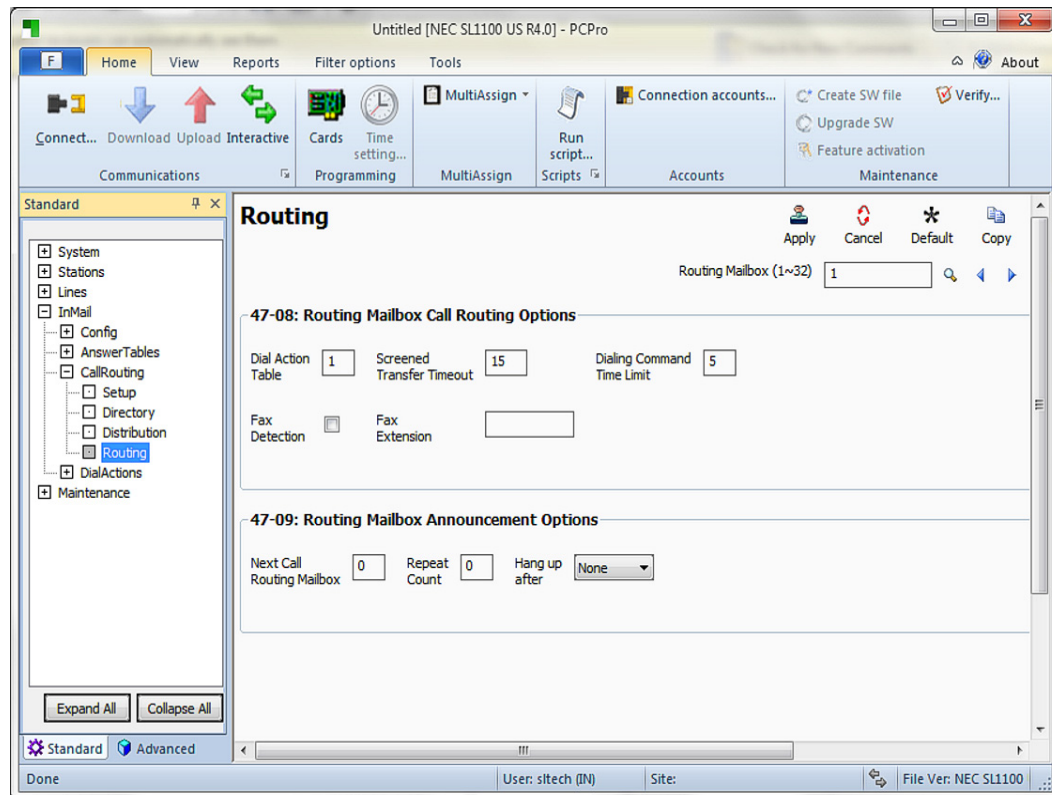 Untitled [NEC SL1100 US R4.0] - PCPro
F Home View Reports Filter options Tools About
Connect... Download Upload Interactive Cards Time setting... MultiAssign Run script... Connection accounts... Create SW file Verify...
Upgrade SW
Feature activation
Communications Programming MultiAssign Scripts Accounts Maintenance
Standard
System
Stations
Lines
InMail
Config
AnswerTables
CallRouting
Setup
Directory
Distribution
Routing
DialActions
Maintenance
Expand All Collapse All
Standard Advanced
Routing
Apply Cancel Default Copy
Routing Mailbox (1~32) 1
47-08: Routing Mailbox Call Routing Options
Dial Action Table 1 Screened Transfer Timeout 15 Dialing Command Time Limit 5
Fax Detection Fax Extension
47-09: Routing Mailbox Announcement Options
Next Call Routing Mailbox 0 Repeat Count 0 Hang up after None
Done User: sltech (IN) Site: File Ver: NEC SL1100